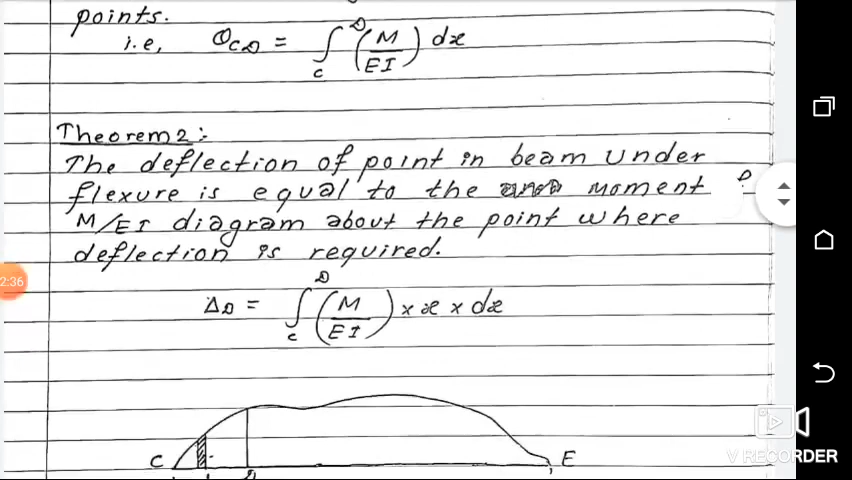 points.
i.e, θCD = ∫C^D (M/EI) dx
Theorem 2:
The deflection of point in beam under
flexure is equal to the moment of
M/EI diagram about the point where
deflection is required.
ΔD = ∫C^D (M/EI) × x × dx
C E
D
2:36
V RECORDER